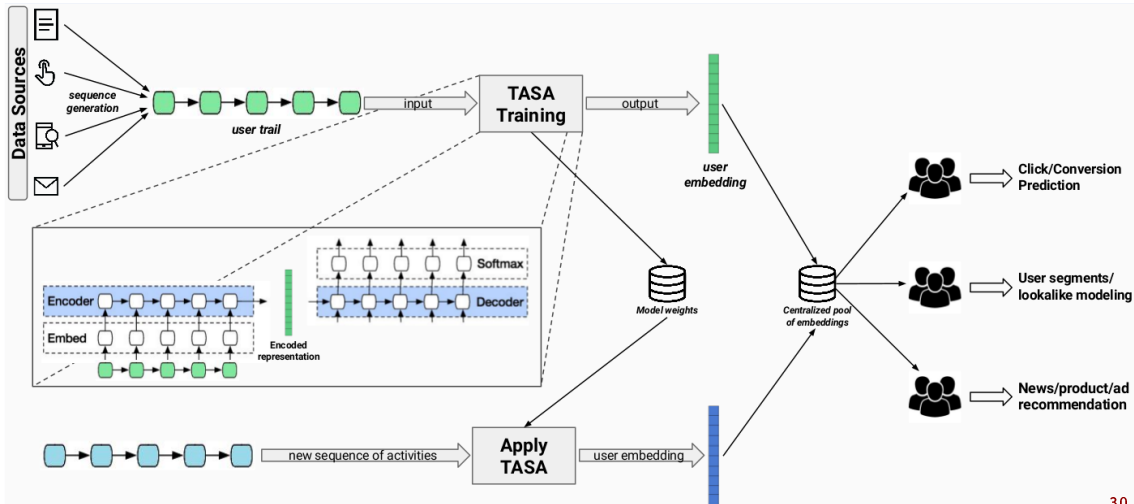 Data Sources
sequence
generation
user trail
input
TASA
Training
output
user
embedding
Click/Conversion
Prediction
Softmax
Encoder
Decoder
Embed
Encoded
representation
Model weights
Centralized pool
of embeddings
User segments/
lookalike modeling
News/product/ad
recommendation
new sequence of activities
Apply
TASA
user embedding
30